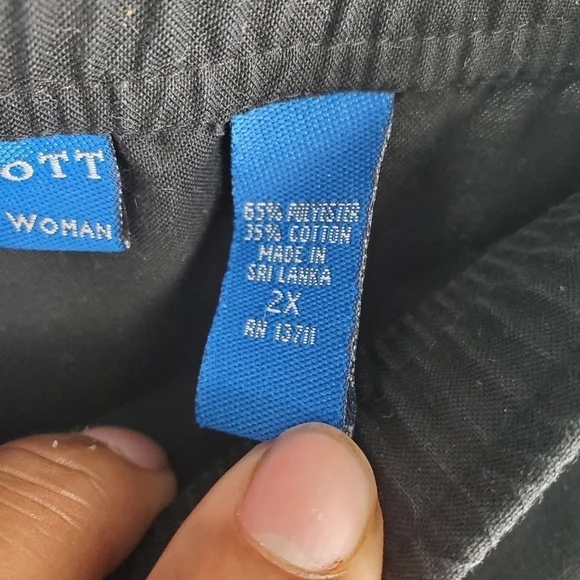 OTT
WOMAN
65% POLYESTER
35% COTTON
MADE IN
SRI LANKA
2X
RN 13711